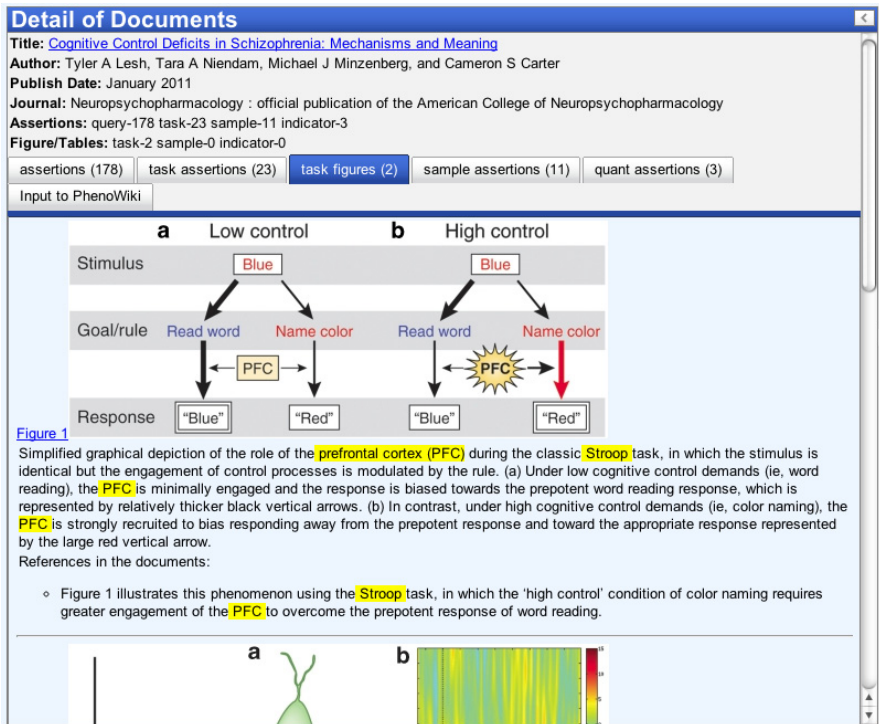 Detail of Documents
<
Title: Cognitive Control Deficits in Schizophrenia: Mechanisms and Meaning
Author: Tyler A Lesh, Tara A Niendam, Michael J Minzenberg, and Cameron S Carter
Publish Date: January 2011
Journal: Neuropsychopharmacology : official publication of the American College of Neuropsychopharmacology
Assertions: query-178 task-23 sample-11 indicator-3
Figure/Tables: task-2 sample-0 indicator-0
assertions (178) task assertions (23) task figures (2) sample assertions (11) quant assertions (3)
Input to PhenoWiki
a Low control b High control
Stimulus Blue Blue
Goal/rule Read word Name color Read word Name color
PFC PFC
Response "Blue" "Red" "Blue" "Red"
Figure 1
Simplified graphical depiction of the role of the prefrontal cortex (PFC) during the classic Stroop task, in which the stimulus is
identical but the engagement of control processes is modulated by the rule. (a) Under low cognitive control demands (ie, word
reading), the PFC is minimally engaged and the response is biased towards the prepotent word reading response, which is
represented by relatively thicker black vertical arrows. (b) In contrast, under high cognitive control demands (ie, color naming), the
PFC is strongly recruited to bias responding away from the prepotent response and toward the appropriate response represented
by the large red vertical arrow.
References in the documents:
Figure 1 illustrates this phenomenon using the Stroop task, in which the 'high control' condition of color naming requires
greater engagement of the PFC to overcome the prepotent response of word reading.
a b